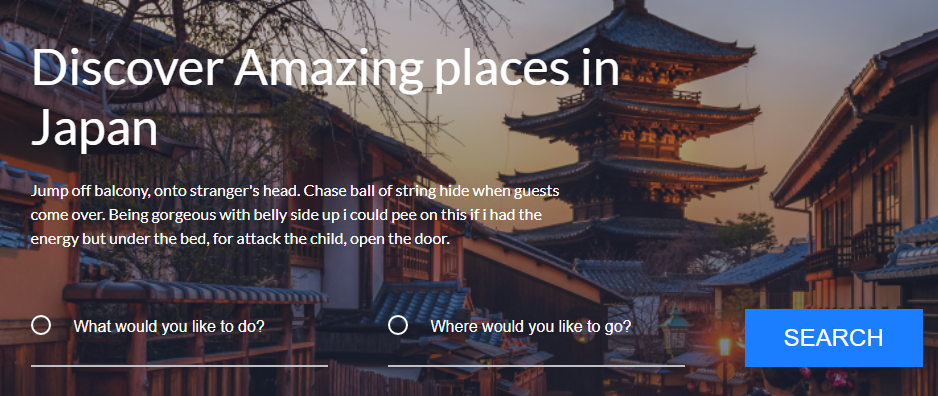 Discover Amazing places in
Japan
Jump off balcony, onto stranger's head. Chase ball of string hide when guests
come over. Being gorgeous with belly side up i could pee on this if i had the
energy but under the bed, for attack the child, open the door.
What would you like to do?
Where would you like to go?
SEARCH